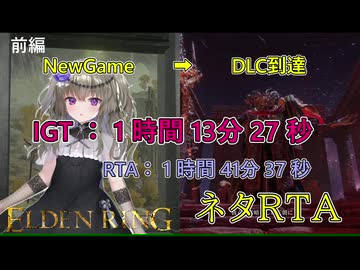 前編
NewGame ➡ DLC到達
IGT ： 1 時間 13分 27 秒
RTA： 1 時間 41分 37 秒
ELDEN RING
ネタRTA